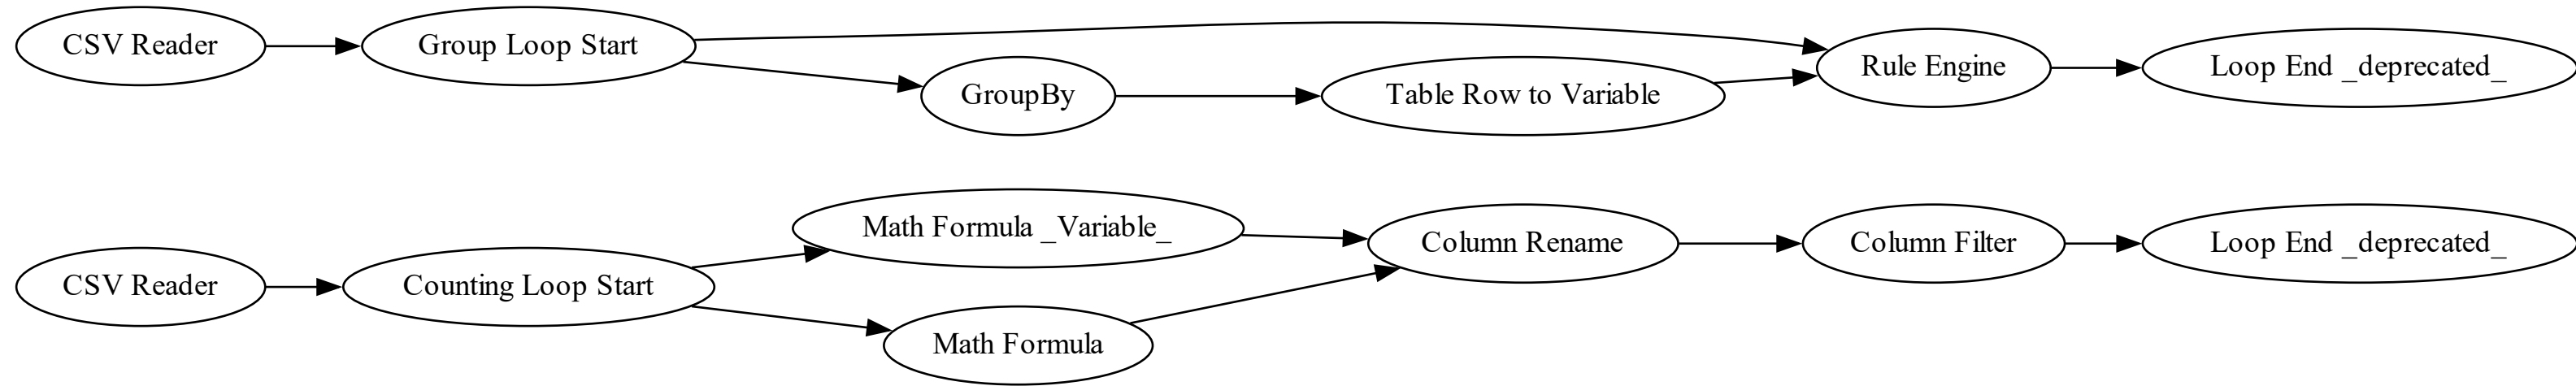 CSV Reader
Group Loop Start
GroupBy
Table Row to Variable
Rule Engine
Loop End _deprecated_
CSV Reader
Counting Loop Start
Math Formula _Variable_
Math Formula
Column Rename
Column Filter
Loop End _deprecated_